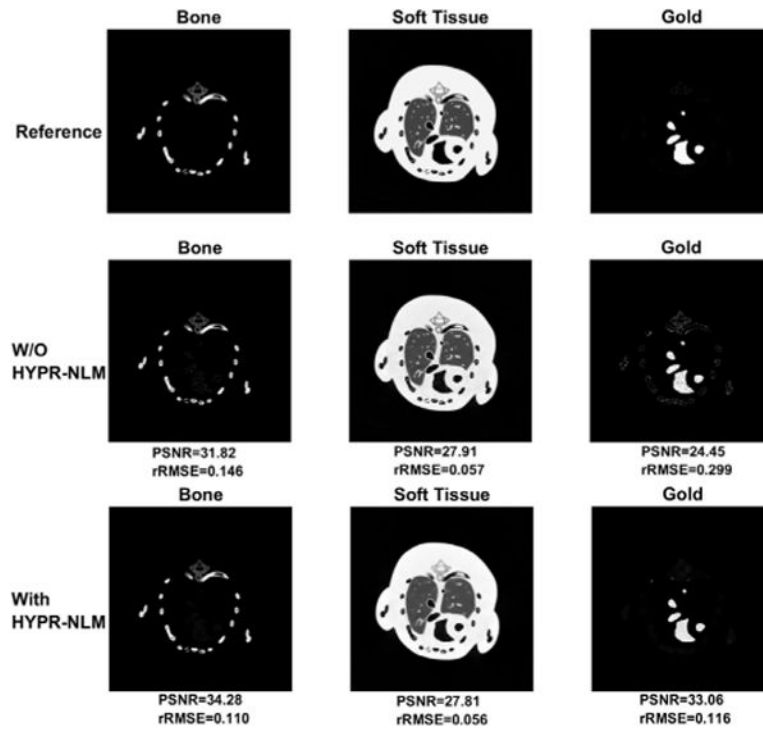 Bone Soft Tissue Gold
Reference
Bone Soft Tissue Gold
W/O
HYPR-NLM
PSNR=31.82 PSNR=27.91 PSNR=24.45
rRMSE=0.146 rRMSE=0.057 rRMSE=0.299
Bone Soft Tissue Gold
With
HYPR-NLM
PSNR=34.28 PSNR=27.81 PSNR=33.06
rRMSE=0.110 rRMSE=0.056 rRMSE=0.116